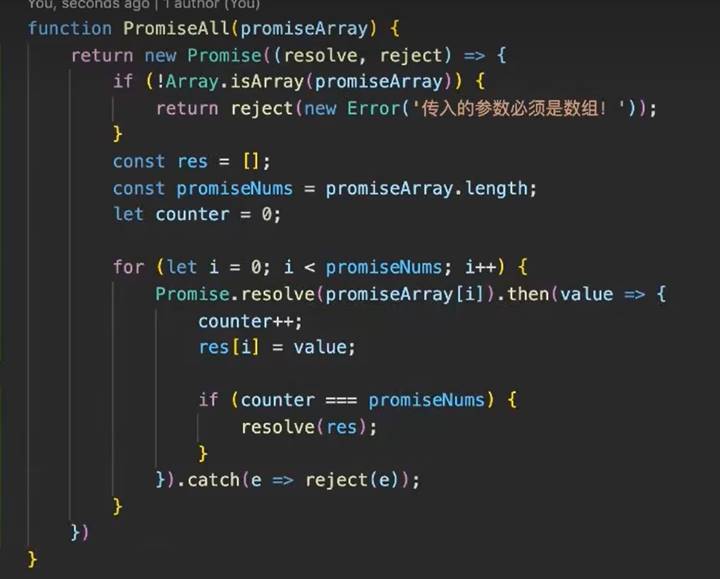 You, seconds ago | 1 author (You)
function PromiseAll(promiseArray) {
    return new Promise((resolve, reject) => {
        if (!Array.isArray(promiseArray)) {
            return reject(new Error('传入的参数必须是数组！'));
        }
        const res = [];
        const promiseNums = promiseArray.length;
        let counter = 0;

        for (let i = 0; i < promiseNums; i++) {
            Promise.resolve(promiseArray[i]).then(value => {
                counter++;
                res[i] = value;

                if (counter === promiseNums) {
                    resolve(res);
                }
            }).catch(e => reject(e));
        }
    })
}